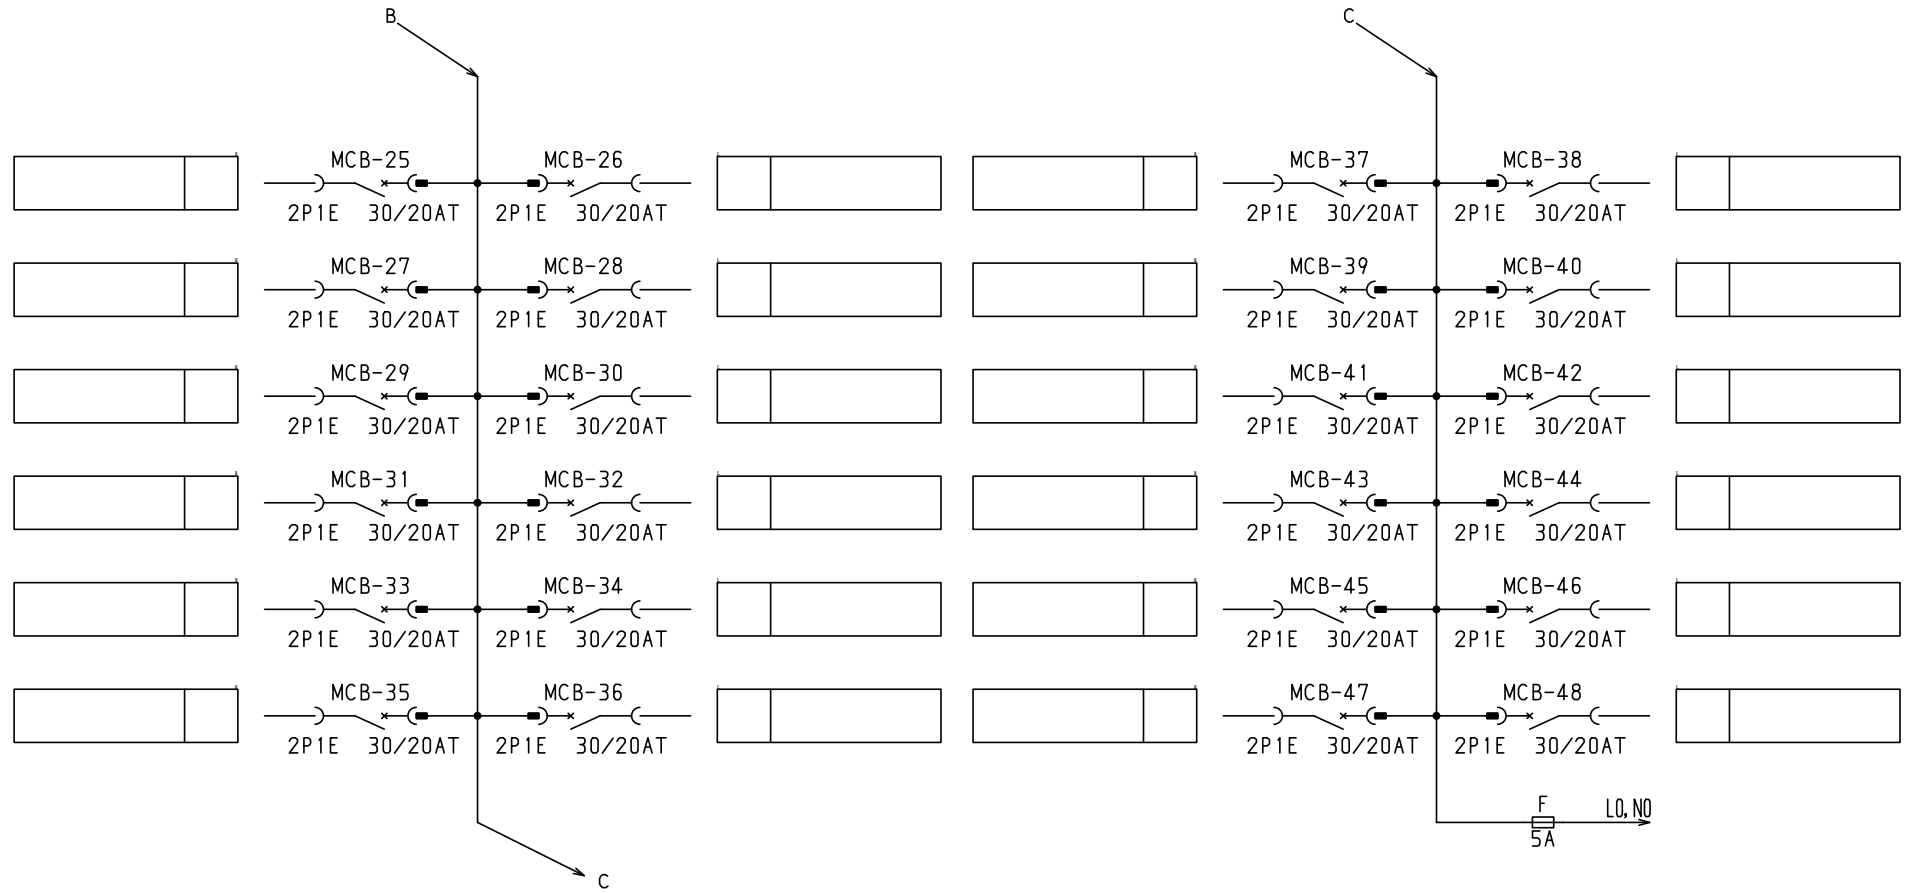 B C
MCB-25 MCB-26 MCB-37 MCB-38
2P1E 30/20AT 2P1E 30/20AT 2P1E 30/20AT 2P1E 30/20AT
MCB-27 MCB-28 MCB-39 MCB-40
2P1E 30/20AT 2P1E 30/20AT 2P1E 30/20AT 2P1E 30/20AT
MCB-29 MCB-30 MCB-41 MCB-42
2P1E 30/20AT 2P1E 30/20AT 2P1E 30/20AT 2P1E 30/20AT
MCB-31 MCB-32 MCB-43 MCB-44
2P1E 30/20AT 2P1E 30/20AT 2P1E 30/20AT 2P1E 30/20AT
MCB-33 MCB-34 MCB-45 MCB-46
2P1E 30/20AT 2P1E 30/20AT 2P1E 30/20AT 2P1E 30/20AT
MCB-35 MCB-36 MCB-47 MCB-48
2P1E 30/20AT 2P1E 30/20AT 2P1E 30/20AT 2P1E 30/20AT
F L0,N0
5A
C